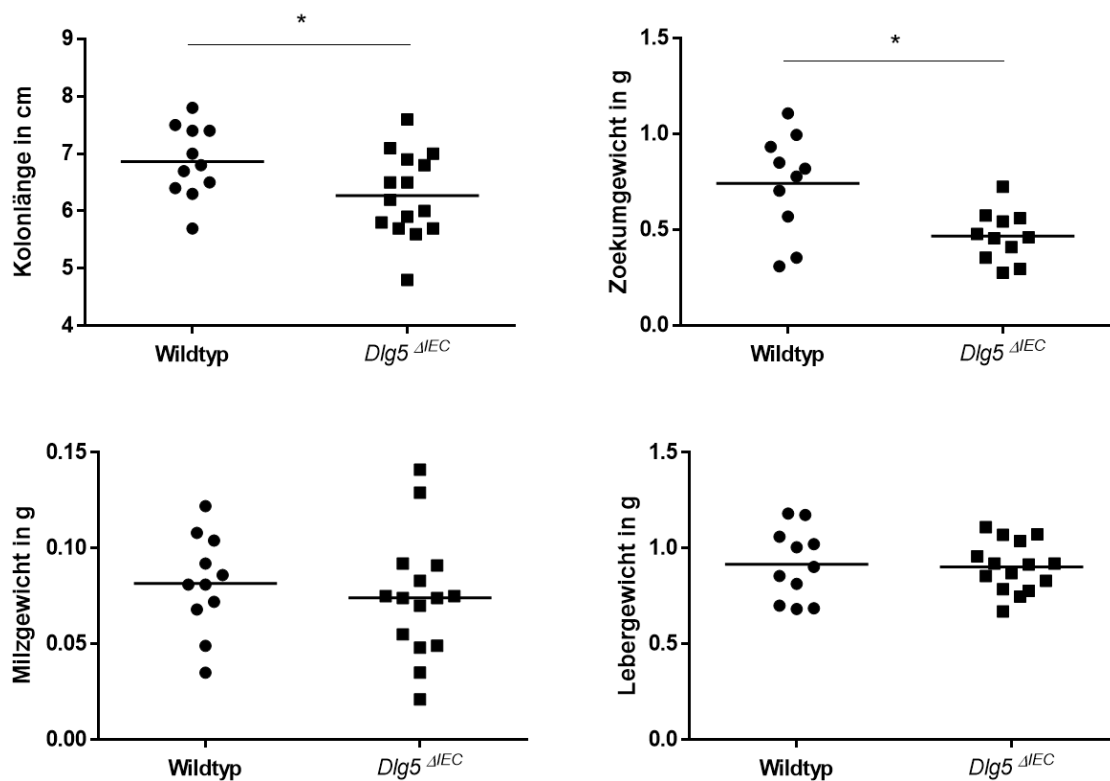 *
9
8
7
6
5
4
Kolonlänge in cm
Wildtyp
Dlg5 ΔIEC
*
1.5
1.0
0.5
0.0
Zoekumgewicht in g
Wildtyp
Dlg5 ΔIEC
0.15
0.10
0.05
0.00
Milzgewicht in g
Wildtyp
Dlg5 ΔIEC
1.5
1.0
0.5
0.0
Lebergewicht in g
Wildtyp
Dlg5 ΔIEC